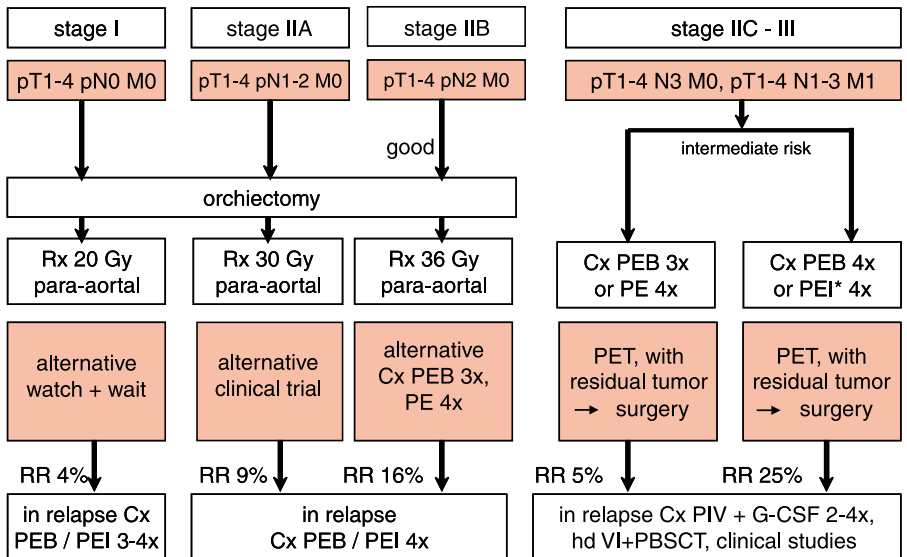 stage I
stage IIA
stage IIB
stage IIC - III
pT1-4 pN0 M0
pT1-4 pN1-2 M0
pT1-4 pN2 M0
pT1-4 N3 M0, pT1-4 N1-3 M1
good
intermediate risk
orchiectomy
Rx 20 Gy
para-aortal
Rx 30 Gy
para-aortal
Rx 36 Gy
para-aortal
Cx PEB 3x
or PE 4x
Cx PEB 4x
or PEI* 4x
alternative
watch + wait
alternative
clinical trial
alternative
Cx PEB 3x,
PE 4x
PET, with
residual tumor
→ surgery
PET, with
residual tumor
→ surgery
RR 4%
RR 9%
RR 16%
RR 5%
RR 25%
in relapse Cx
PEB / PEI 3-4x
in relapse
Cx PEB / PEI 4x
in relapse Cx PIV + G-CSF 2-4x,
hd VI+PBSCT, clinical studies